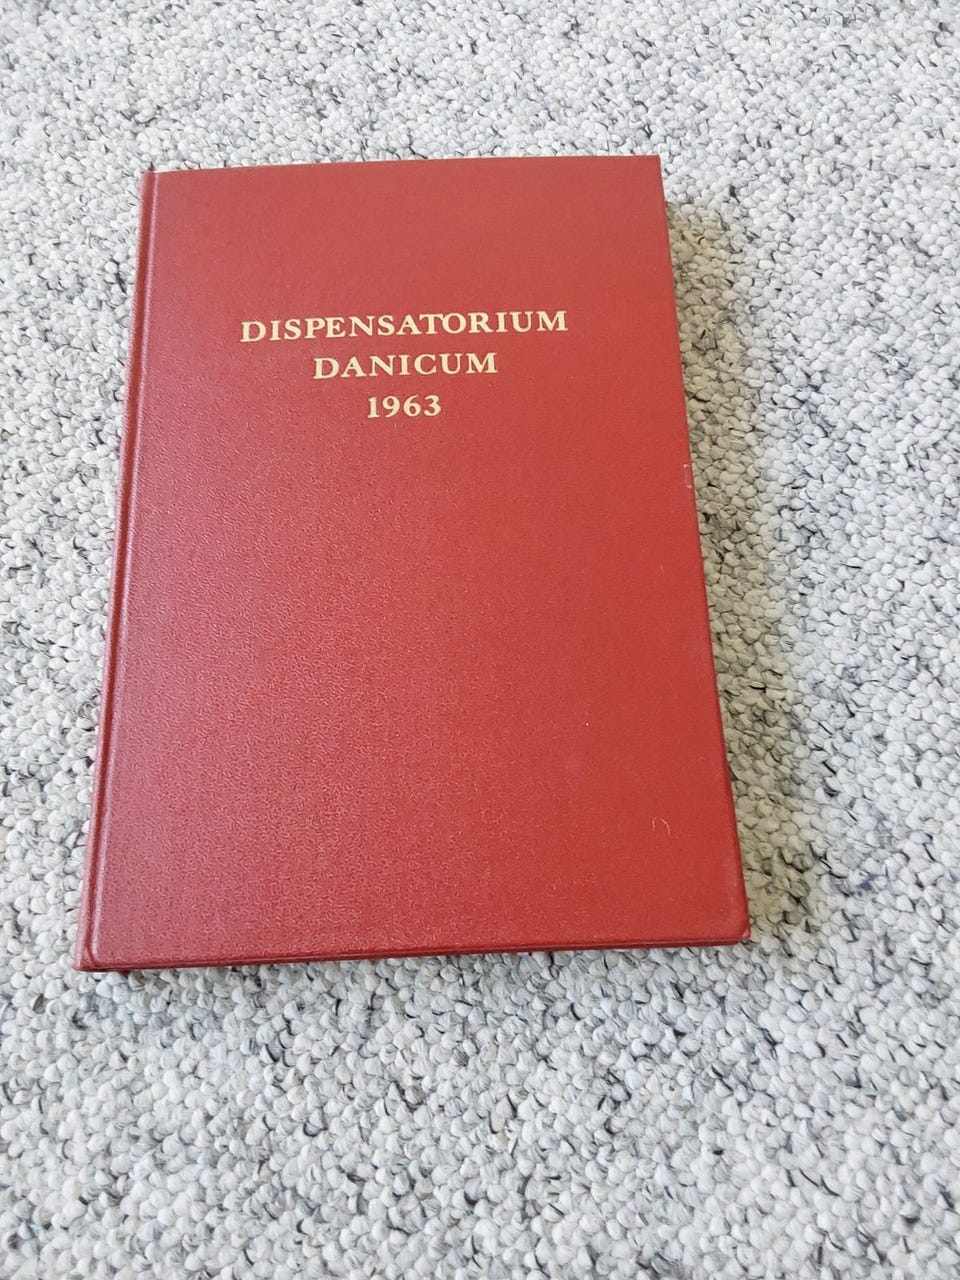 DISPENSATORIUM
DANICUM
1963